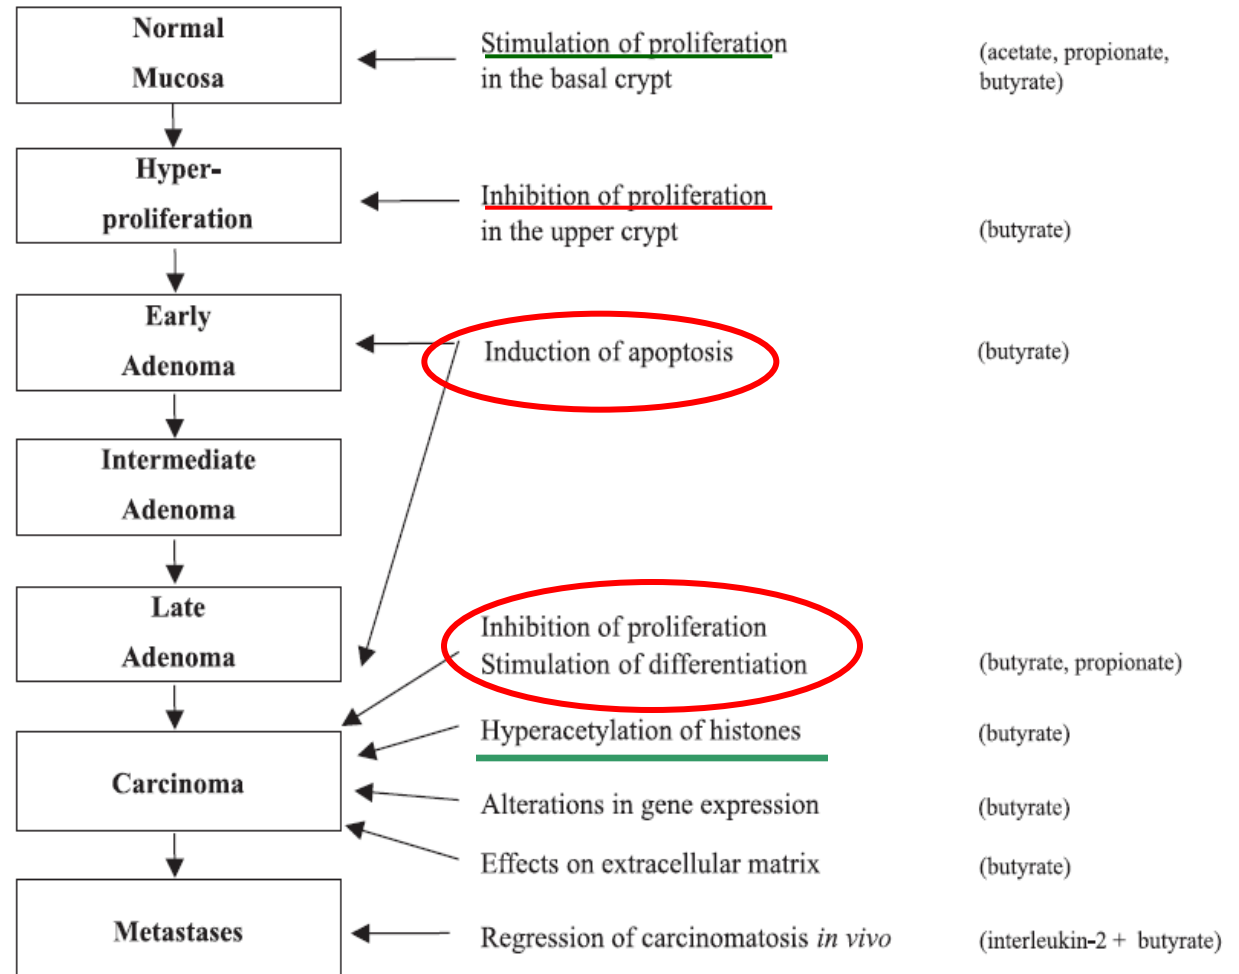 Normal
Mucosa
Stimulation of proliferation
in the basal crypt
(acetate, propionate,
butyrate)
Hyper-
proliferation
Inhibition of proliferation
in the upper crypt
(butyrate)
Early
Adenoma
Induction of apoptosis
(butyrate)
Intermediate
Adenoma
Late
Adenoma
Inhibition of proliferation
Stimulation of differentiation
(butyrate, propionate)
Carcinoma
Hyperacetylation of histones
(butyrate)
Alterations in gene expression
(butyrate)
Effects on extracellular matrix
(butyrate)
Metastases
Regression of carcinomatosis in vivo
(interleukin-2 + butyrate)